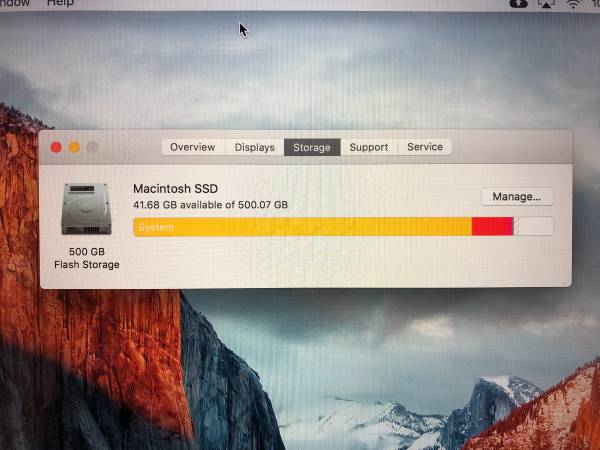 Help
Overview Displays Storage Support Service
Macintosh SSD
41.68 GB available of 500.07 GB
Manage...
System
500 GB
Flash Storage